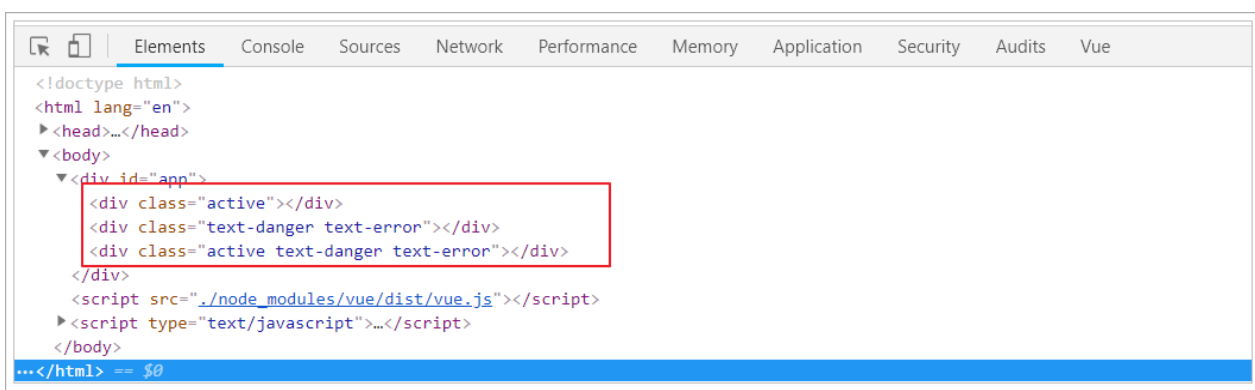 Elements Console Sources Network Performance Memory Application Security Audits Vue
<!doctype html>
<html lang="en">
▶<head>…</head>
▼<body>
▼<div id="app">
<div class="active"></div>
<div class="text-danger text-error"></div>
<div class="active text-danger text-error"></div>
</div>
<script src="./node_modules/vue/dist/vue.js"></script>
▶<script type="text/javascript">…</script>
</body>
…</html> == $0